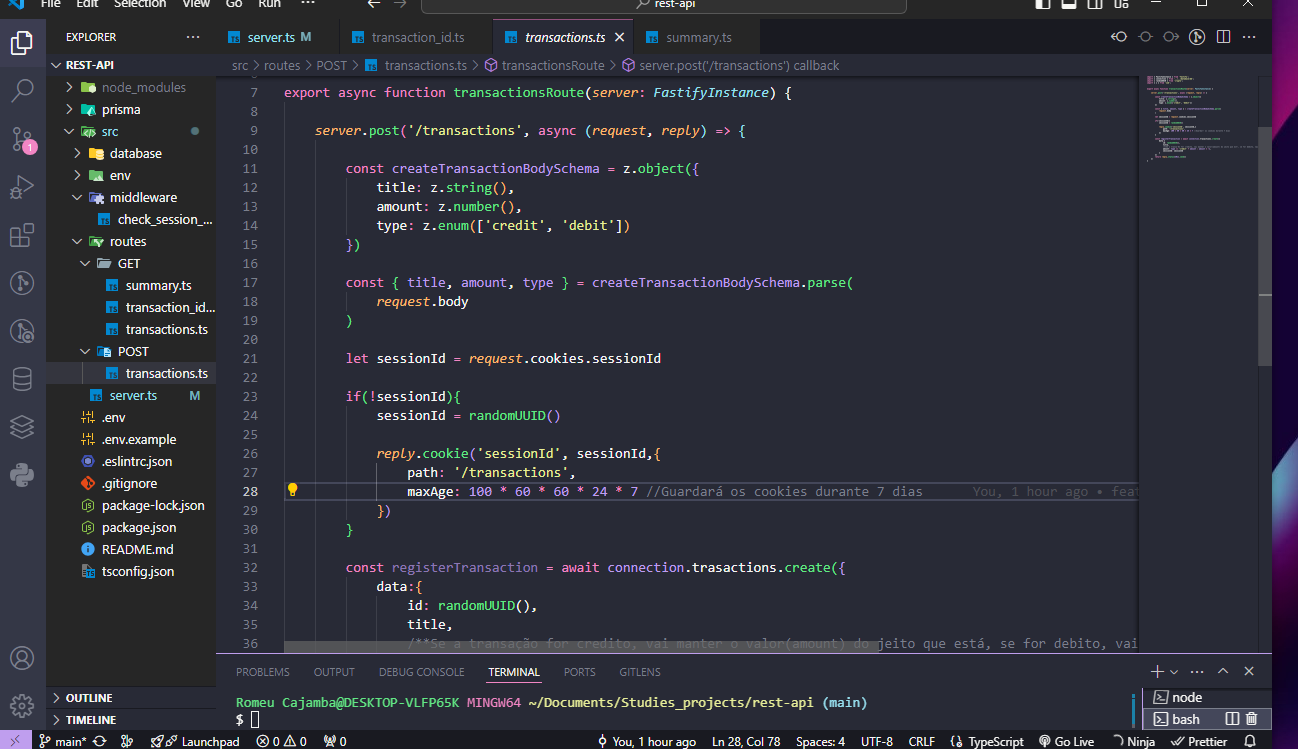 File Edit Selection View Go Run ··· rest-api
EXPLORER ···
server.ts M transaction_id.ts transactions.ts summary.ts
REST-API
src > routes > POST > transactions.ts > transactionsRoute > server.post('/transactions') callback
node_modules
prisma
src
database
env
middleware
check_session_...
routes
GET
summary.ts
transaction_id...
transactions.ts
POST
transactions.ts
server.ts M
.env
.env.example
.eslintrc.json
.gitignore
package-lock.json
package.json
README.md
tsconfig.json
OUTLINE
TIMELINE
7 export async function transactionsRoute(server: FastifyInstance) {
8
9 server.post('/transactions', async (request, reply) => {
10
11 const createTransactionBodySchema = z.object({
12 title: z.string(),
13 amount: z.number(),
14 type: z.enum(['credit', 'debit'])
15 })
16
17 const { title, amount, type } = createTransactionBodySchema.parse(
18 request.body
19 )
20
21 let sessionId = request.cookies.sessionId
22
23 if(!sessionId){
24 sessionId = randomUUID()
25
26 reply.cookie('sessionId', sessionId,{
27 path: '/transactions',
28 maxAge: 100 * 60 * 60 * 24 * 7 //Guardará os cookies durante 7 dias You, 1 hour ago • feat
29 })
30 }
31
32 const registerTransaction = await connection.trasactions.create({
33 data:{
34 id: randomUUID(),
35 title,
36 /**Se a transação for credito, vai manter o valor(amount) do jeito que está, se for debito, vai
PROBLEMS OUTPUT DEBUG CONSOLE TERMINAL PORTS GITLENS
Romeu Cajamba@DESKTOP-VLFP65K MINGW64 ~/Documents/Studies_projects/rest-api (main)
$
node
bash
main* Launchpad 0 0 0 You, 1 hour ago Ln 28, Col 78 Spaces: 4 UTF-8 CRLF TypeScript Go Live Ninja Prettier